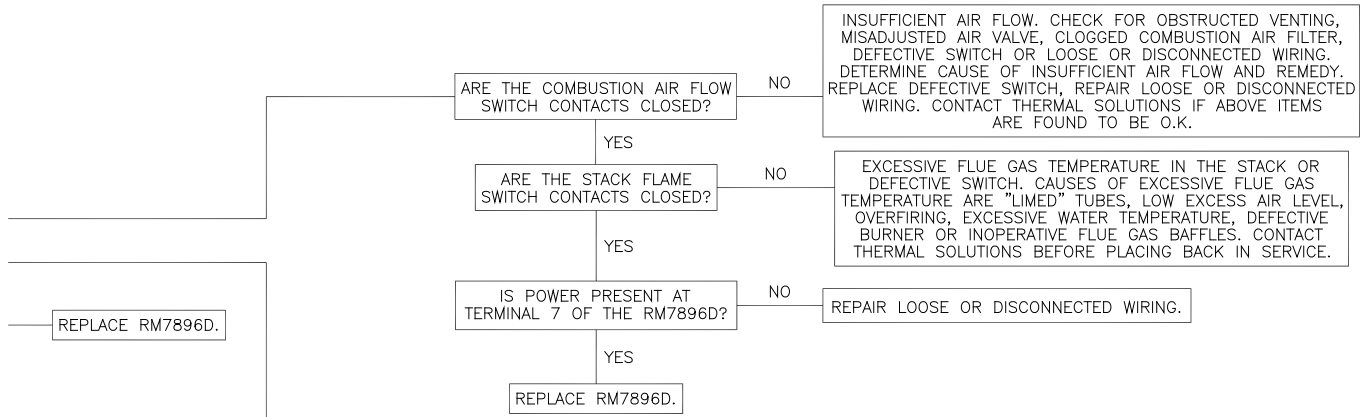 INSUFFICIENT AIR FLOW. CHECK FOR OBSTRUCTED VENTING,
MISADJUSTED AIR VALVE, CLOGGED COMBUSTION AIR FILTER,
DEFECTIVE SWITCH OR LOOSE OR DISCONNECTED WIRING.
DETERMINE CAUSE OF INSUFFICIENT AIR FLOW AND REMEDY.
REPLACE DEFECTIVE SWITCH, REPAIR LOOSE OR DISCONNECTED
WIRING. CONTACT THERMAL SOLUTIONS IF ABOVE ITEMS
ARE FOUND TO BE O.K.
ARE THE COMBUSTION AIR FLOW
SWITCH CONTACTS CLOSED?
NO
YES
ARE THE STACK FLAME
SWITCH CONTACTS CLOSED?
NO
EXCESSIVE FLUE GAS TEMPERATURE IN THE STACK OR
DEFECTIVE SWITCH. CAUSES OF EXCESSIVE FLUE GAS
TEMPERATURE ARE "LIMED" TUBES, LOW EXCESS AIR LEVEL,
OVERFIRING, EXCESSIVE WATER TEMPERATURE, DEFECTIVE
BURNER OR INOPERATIVE FLUE GAS BAFFLES. CONTACT
THERMAL SOLUTIONS BEFORE PLACING BACK IN SERVICE.
YES
IS POWER PRESENT AT
TERMINAL 7 OF THE RM7896D?
NO
REPAIR LOOSE OR DISCONNECTED WIRING.
REPLACE RM7896D.
YES
REPLACE RM7896D.